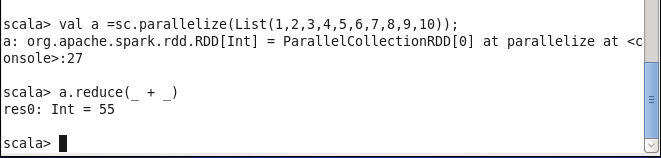 scala> val a =sc.parallelize(List(1,2,3,4,5,6,7,8,9,10));
a: org.apache.spark.rdd.RDD[Int] = ParallelCollectionRDD[0] at parallelize at <c
onsole>:27
scala> a.reduce(_ + _)
res0: Int = 55
scala>